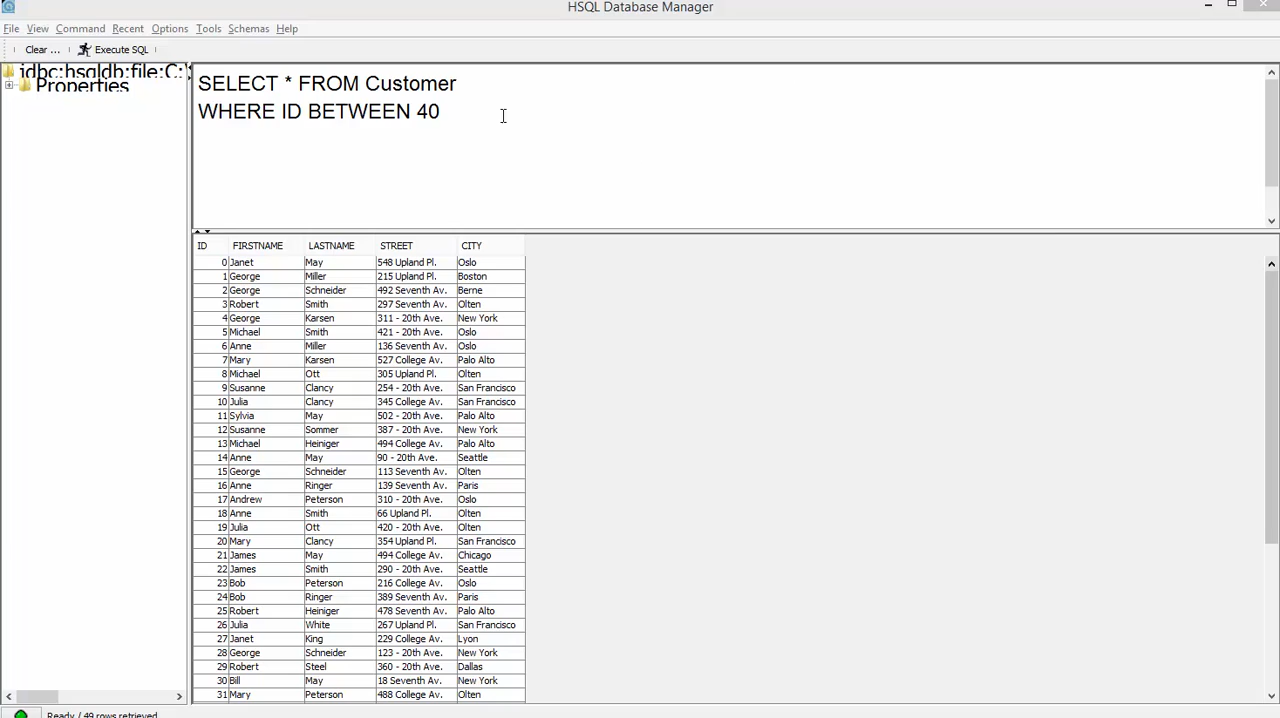 HSQL Database Manager
File View Command Recent Options Tools Schemas Help
Clear ... Execute SQL
jdbc:hsqldb:file:C:\
Properties
SELECT * FROM Customer
WHERE ID BETWEEN 40
ID FIRSTNAME LASTNAME STREET CITY
0 Janet May 548 Upland Pl. Oslo
1 George Miller 215 Upland Pl. Boston
2 George Schneider 492 Seventh Av. Berne
3 Robert Smith 297 Seventh Av. Olten
4 George Karsen 311 - 20th Ave. New York
5 Michael Smith 421 - 20th Ave. Oslo
6 Anne Miller 136 Seventh Av. Oslo
7 Mary Karsen 527 College Av. Palo Alto
8 Michael Ott 305 Upland Pl. Olten
9 Susanne Clancy 254 - 20th Ave. San Francisco
10 Julia Clancy 345 College Av. San Francisco
11 Sylvia May 502 - 20th Ave. Palo Alto
12 Susanne Sommer 387 - 20th Ave. New York
13 Michael Heiniger 494 College Av. Palo Alto
14 Anne May 90 - 20th Ave. Seattle
15 George Schneider 113 Seventh Av. Olten
16 Anne Ringer 139 Seventh Av. Paris
17 Andrew Peterson 310 - 20th Ave. Oslo
18 Anne Smith 66 Upland Pl. Olten
19 Julia Ott 420 - 20th Ave. Olten
20 Mary Clancy 354 Upland Pl. San Francisco
21 James May 494 College Av. Chicago
22 James Smith 290 - 20th Ave. Seattle
23 Bob Peterson 216 College Av. Oslo
24 Bob Ringer 389 Seventh Av. Paris
25 Robert Heiniger 478 Seventh Av. Palo Alto
26 Julia White 267 Upland Pl. San Francisco
27 Janet King 229 College Av. Lyon
28 George Schneider 123 - 20th Ave. New York
29 Robert Steel 360 - 20th Ave. Dallas
30 Bill May 18 Seventh Av. New York
31 Mary Peterson 488 College Av. Olten
Ready / 49 rows retrieved